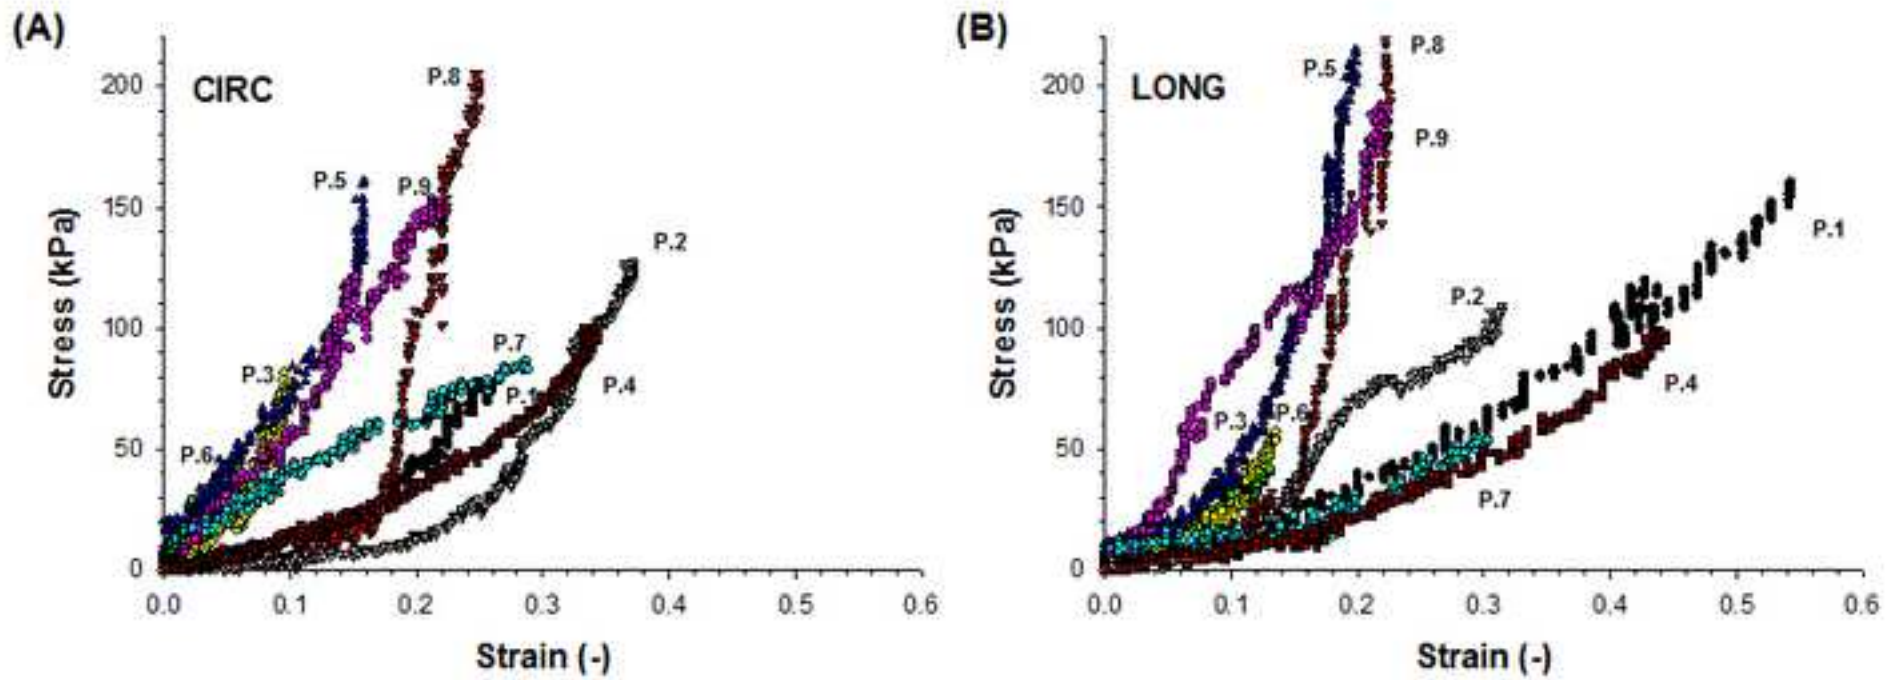 (A)
CIRC
Stress (kPa)
200
150
100
50
0
0.0 0.1 0.2 0.3 0.4 0.5 0.6
Strain (-)
P.8
P.5
P.9
P.2
P.7
P.3
P.1
P.4
P.6
(B)
LONG
Stress (kPa)
200
150
100
50
0
0.0 0.1 0.2 0.3 0.4 0.5 0.6
Strain (-)
P.8
P.5
P.9
P.1
P.2
P.4
P.3
P.6
P.7